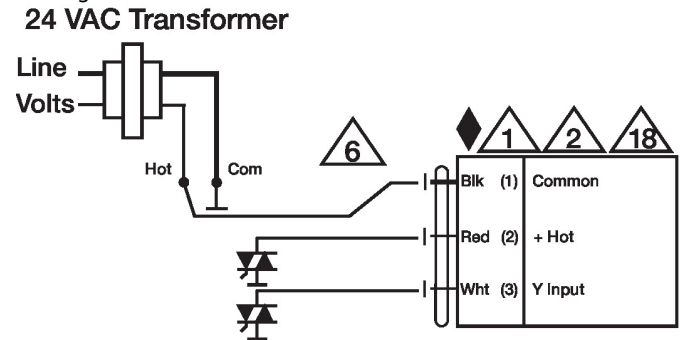 24 VAC Transformer
Line
Volts
Hot
Com
6
1
2
18
Blk (1) Common
Red (2) + Hot
Wht (3) Y Input